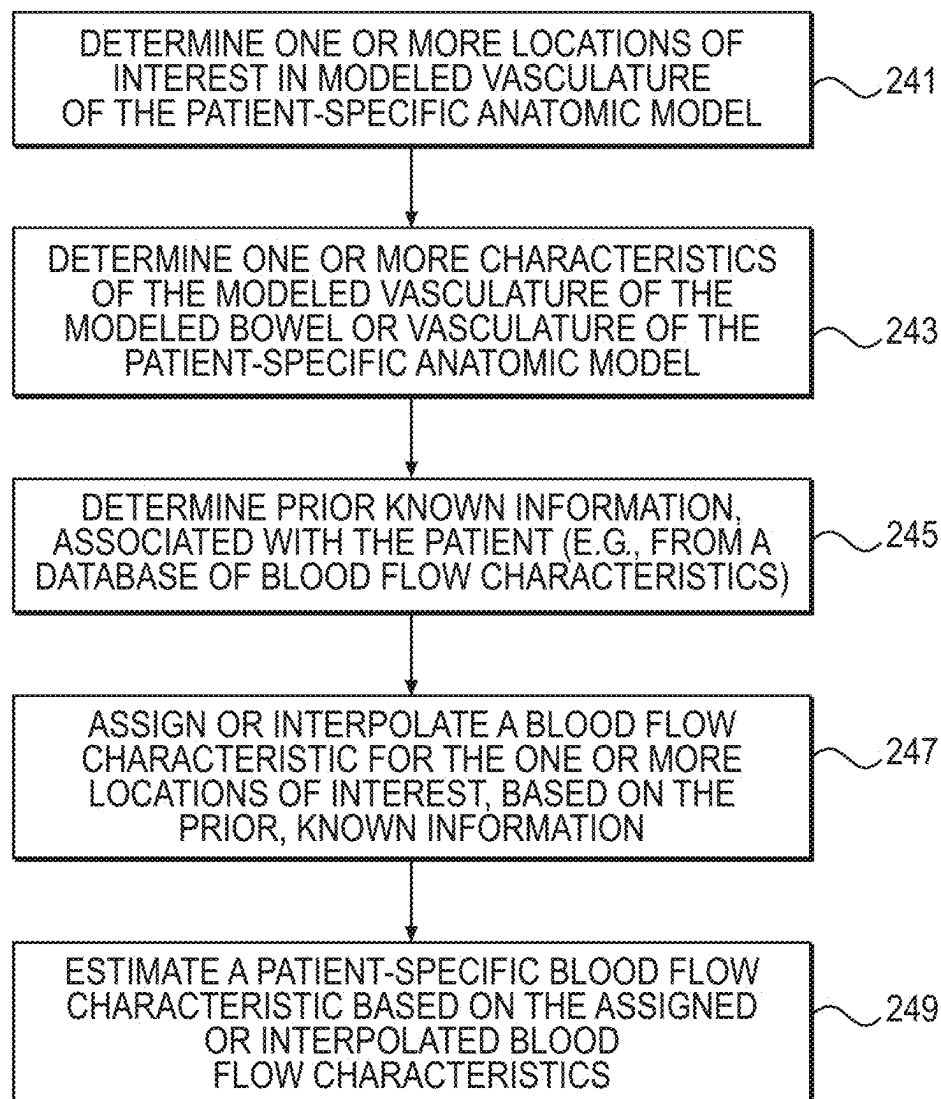 DETERMINE ONE OR MORE LOCATIONS OF
INTEREST IN MODELED VASCULATURE
OF THE PATIENT-SPECIFIC ANATOMIC MODEL
241
DETERMINE ONE OR MORE CHARACTERISTICS
OF THE MODELED VASCULATURE OF THE
MODELED BOWEL OR VASCULATURE OF THE
PATIENT-SPECIFIC ANATOMIC MODEL
243
DETERMINE PRIOR KNOWN INFORMATION,
ASSOCIATED WITH THE PATIENT (E.G., FROM A
DATABASE OF BLOOD FLOW CHARACTERISTICS)
245
ASSIGN OR INTERPOLATE A BLOOD FLOW
CHARACTERISTIC FOR THE ONE OR MORE
LOCATIONS OF INTEREST, BASED ON THE
PRIOR, KNOWN INFORMATION
247
ESTIMATE A PATIENT-SPECIFIC BLOOD FLOW
CHARACTERISTIC BASED ON THE ASSIGNED
OR INTERPOLATED BLOOD
FLOW CHARACTERISTICS
249